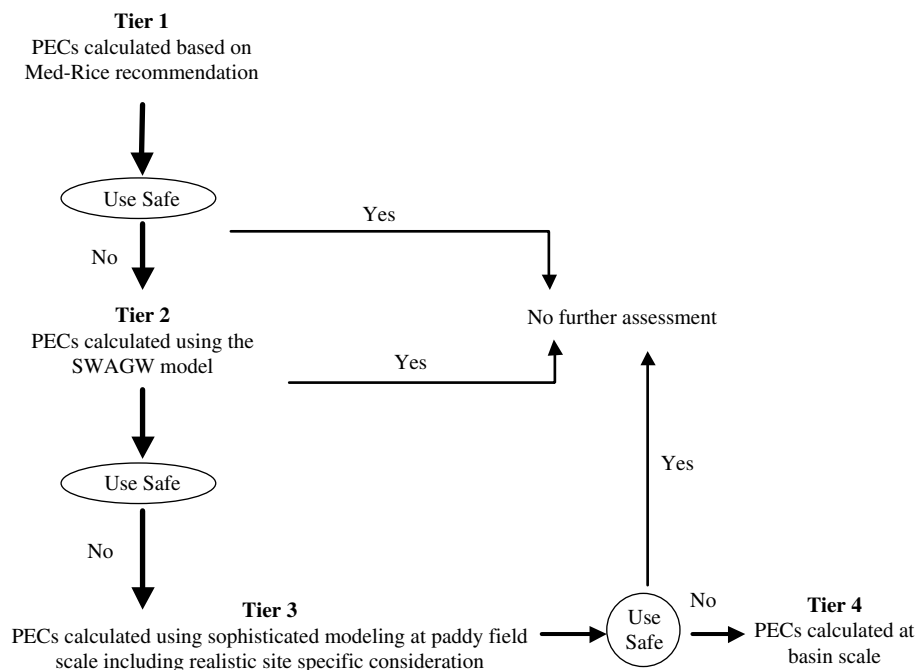 Tier 1
PECs calculated based on
Med-Rice recommendation
Use Safe
Yes
No
Tier 2
PECs calculated using the
SWAGW model
No further assessment
Yes
Use Safe
Yes
No
Tier 3
PECs calculated using sophisticated modeling at paddy field
scale including realistic site specific consideration
Use
Safe
No
Tier 4
PECs calculated at
basin scale